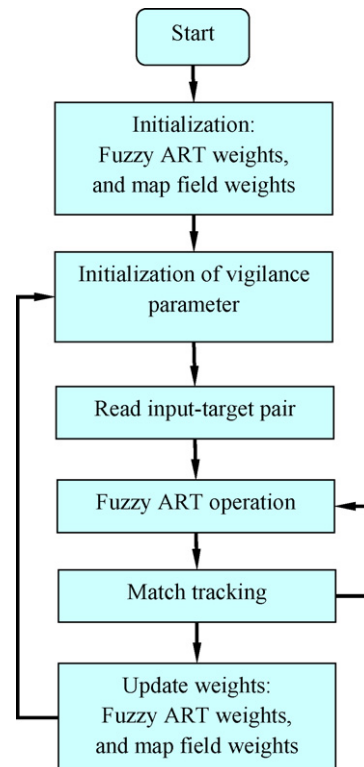 Start
Initialization:
Fuzzy ART weights,
and map field weights
Initialization of vigilance
parameter
Read input-target pair
Fuzzy ART operation
Match tracking
Update weights:
Fuzzy ART weights,
and map field weights